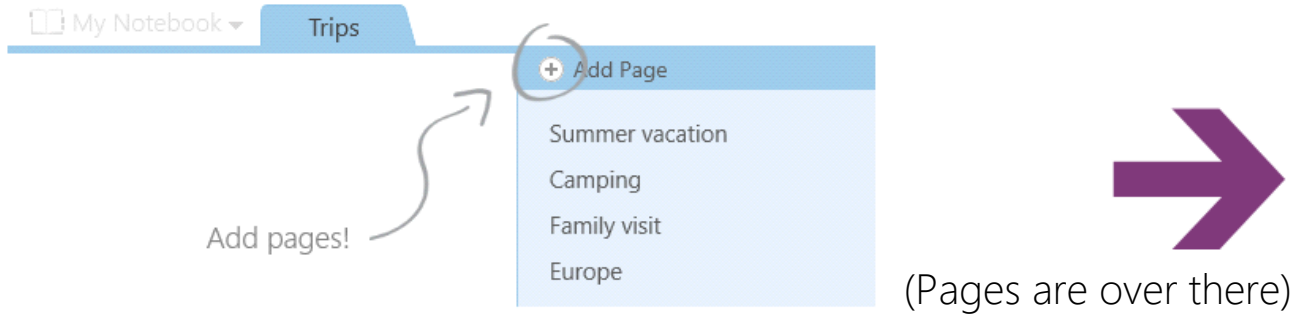 My Notebook
Trips
Add Page
Summer vacation
Camping
Family visit
Europe
Add pages!
(Pages are over there)